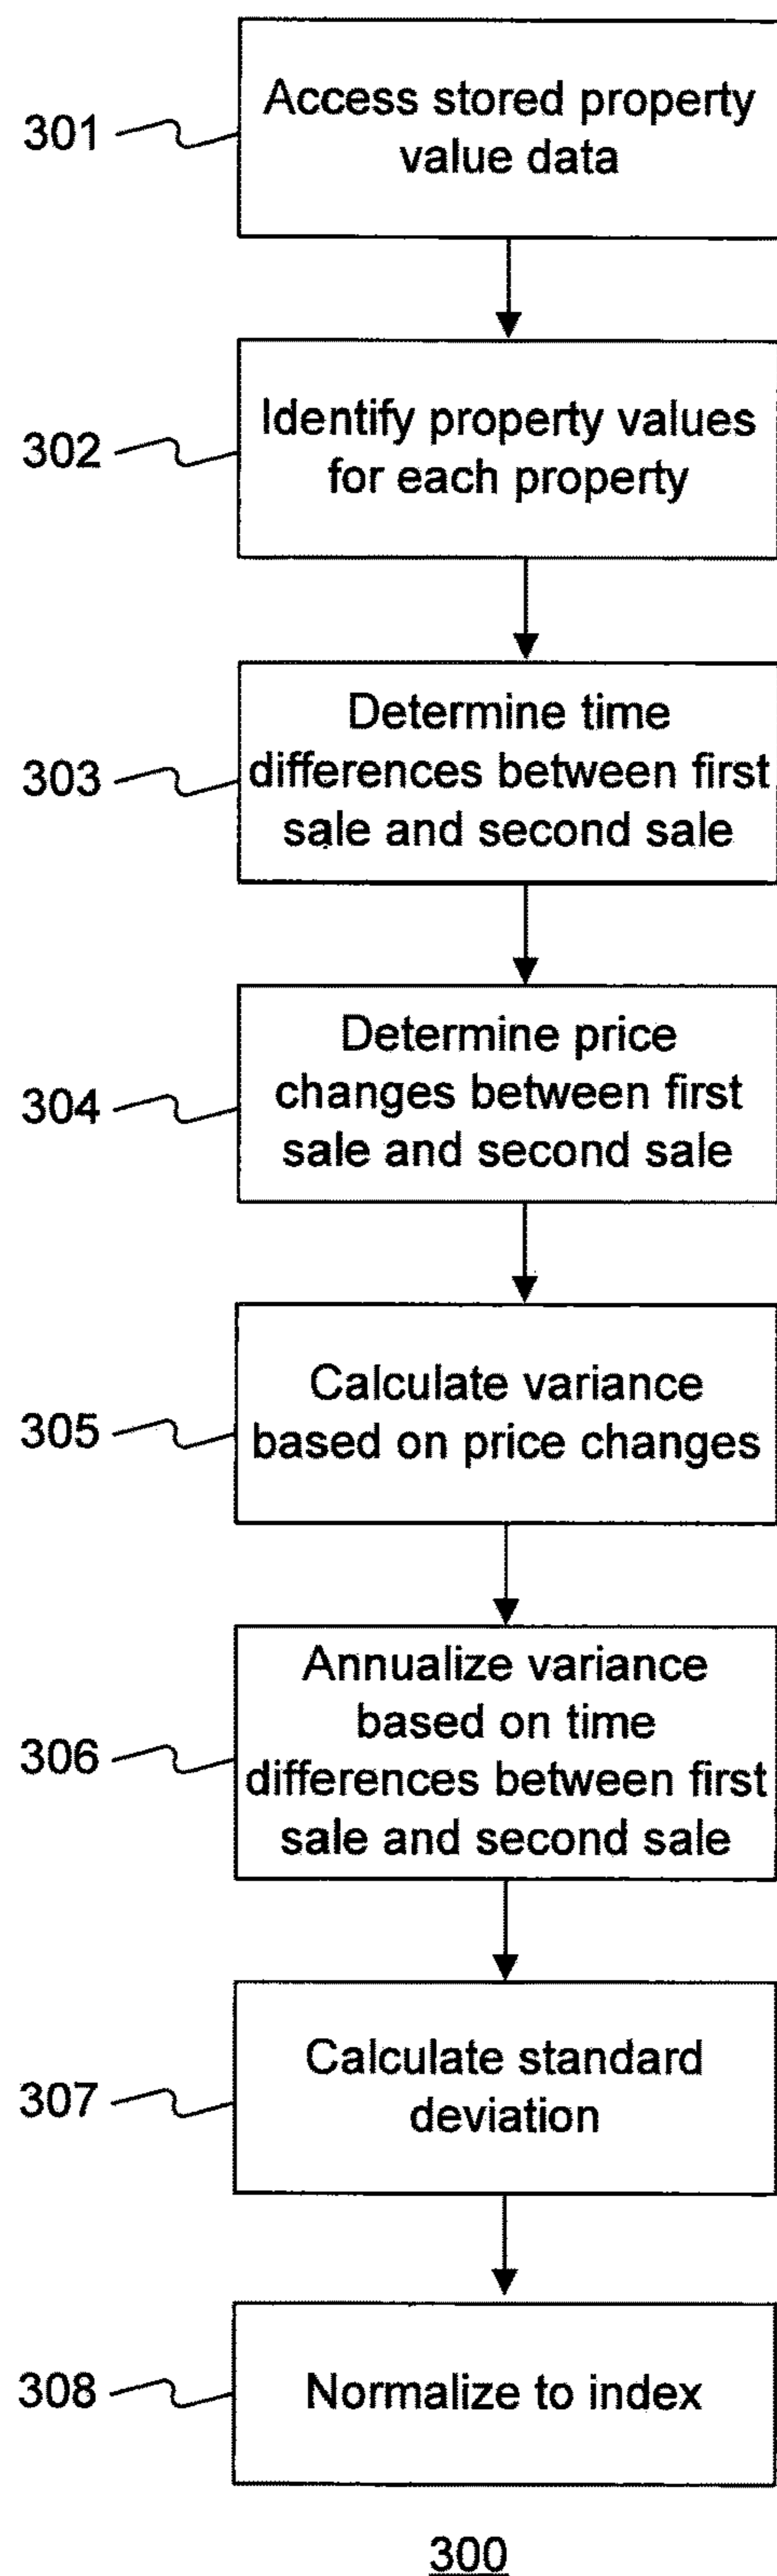 301
Access stored property
value data
302
Identify property values
for each property
303
Determine time
differences between first
sale and second sale
304
Determine price
changes between first
sale and second sale
305
Calculate variance
based on price changes
306
Annualize variance
based on time
differences between first
sale and second sale
307
Calculate standard
deviation
308
Normalize to index
300